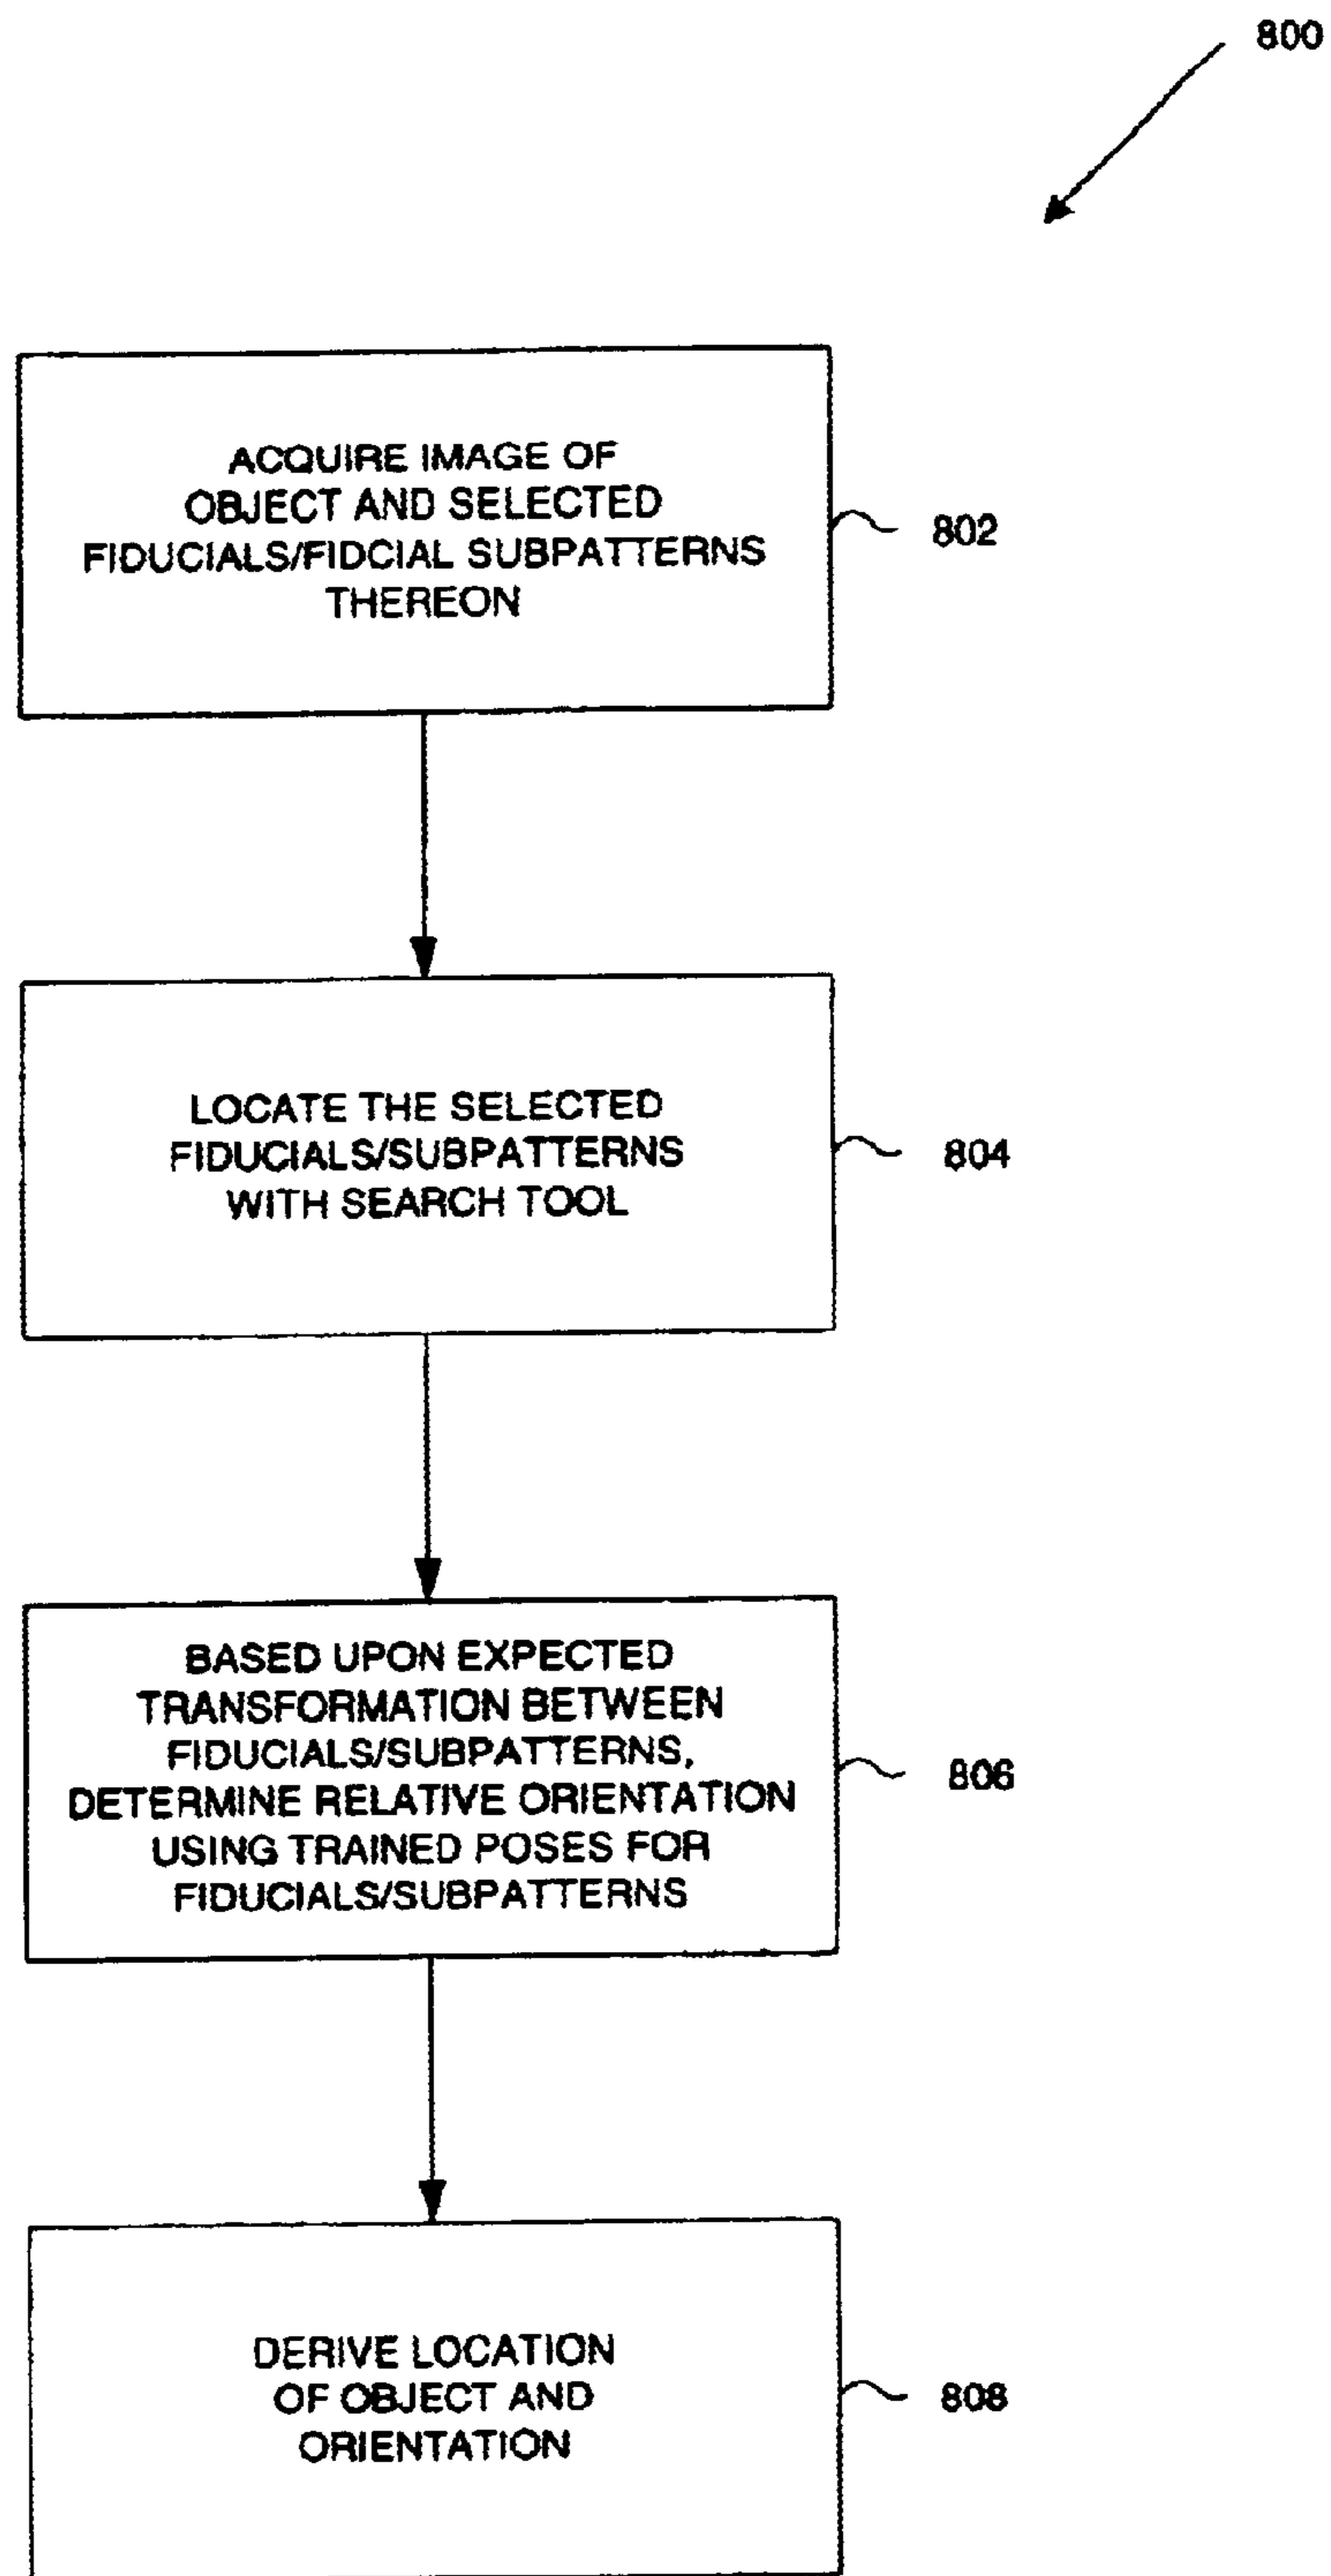 800
ACQUIRE IMAGE OF
OBJECT AND SELECTED
FIDUCIALS/FIDCIAL SUBPATTERNS
THEREON
802
LOCATE THE SELECTED
FIDUCIALS/SUBPATTERNS
WITH SEARCH TOOL
804
BASED UPON EXPECTED
TRANSFORMATION BETWEEN
FIDUCIALS/SUBPATTERNS,
DETERMINE RELATIVE ORIENTATION
USING TRAINED POSES FOR
FIDUCIALS/SUBPATTERNS
806
DERIVE LOCATION
OF OBJECT AND
ORIENTATION
808